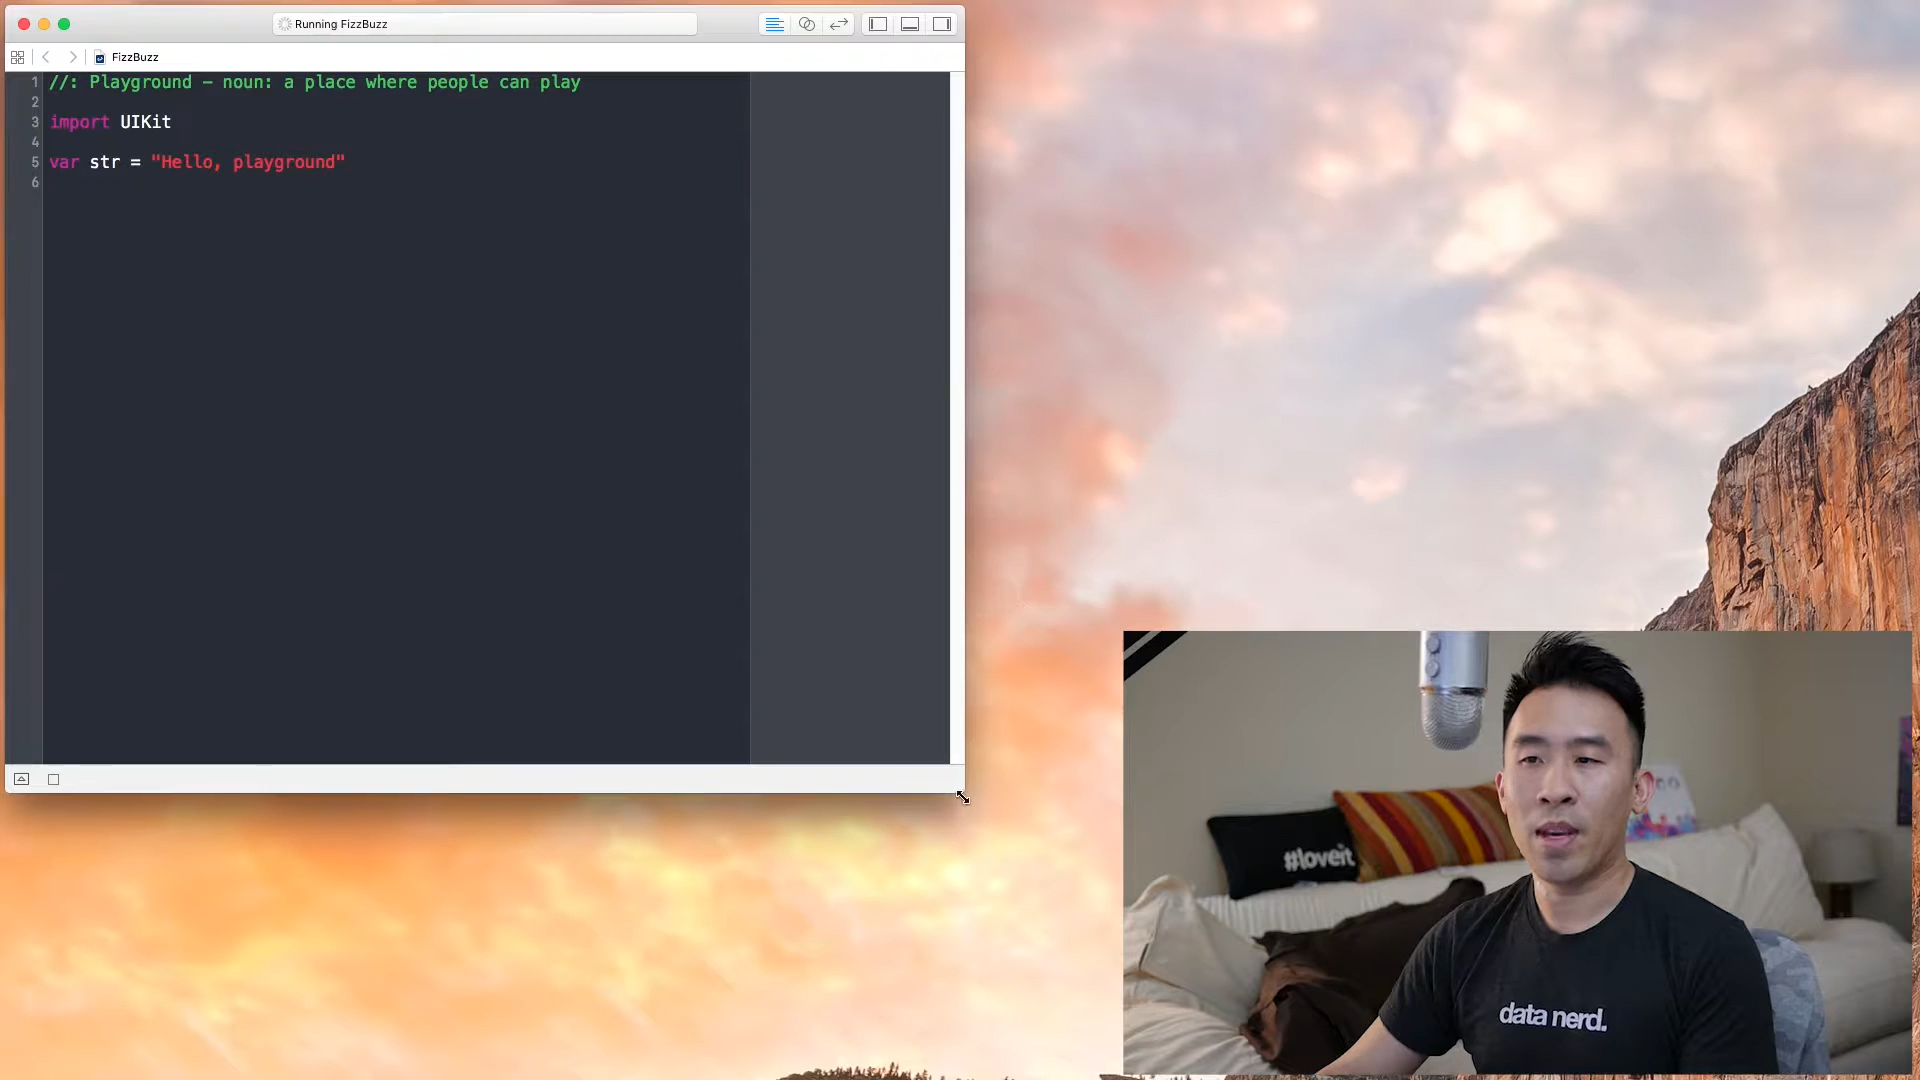 Running FizzBuzz
FizzBuzz
1 //: Playground - noun: a place where people can play
2
3 import UIKit
4
5 var str = "Hello, playground"
6
#loveit
data nerd.